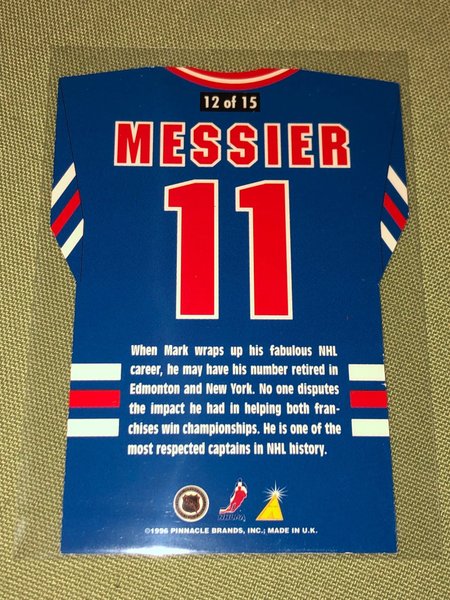 12 of 15
MESSIER
11
When Mark wraps up his fabulous NHL
career, he may have his number retired in
Edmonton and New York. No one disputes
the impact he had in helping both fran-
chises win championships. He is one of the
most respected captains in NHL history.
NHLPA
©1996 PINNACLE BRANDS, INC.; MADE IN U.K.